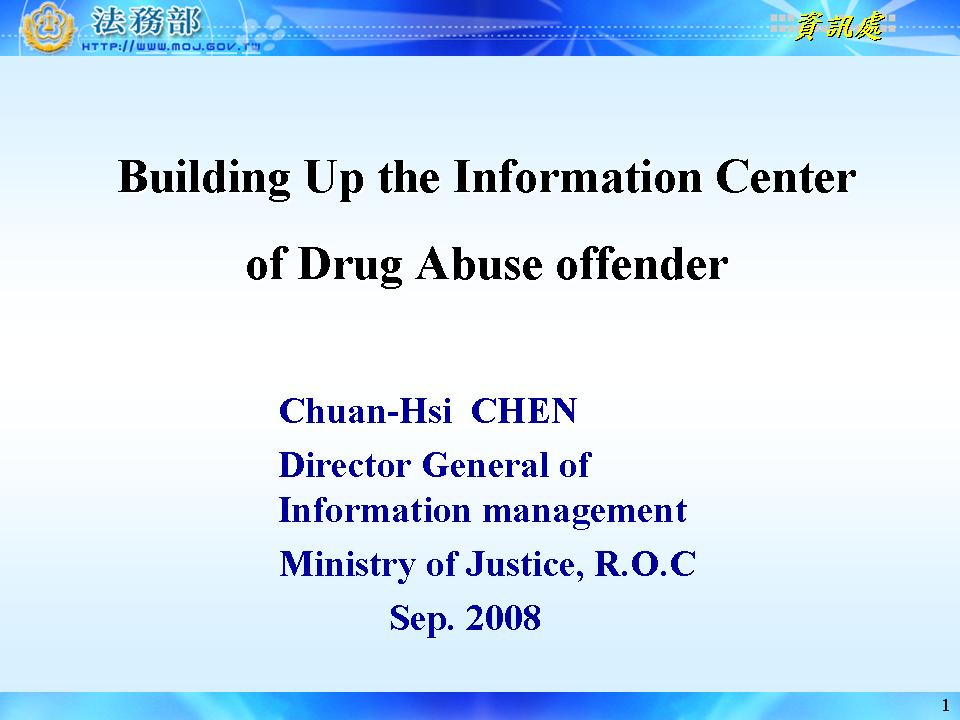 法務部
HTTP://WWW.MOJ.GOV.TW
資訊處
Building Up the Information Center
of Drug Abuse offender
Chuan-Hsi CHEN
Director General of
Information management
Ministry of Justice, R.O.C
Sep. 2008
1